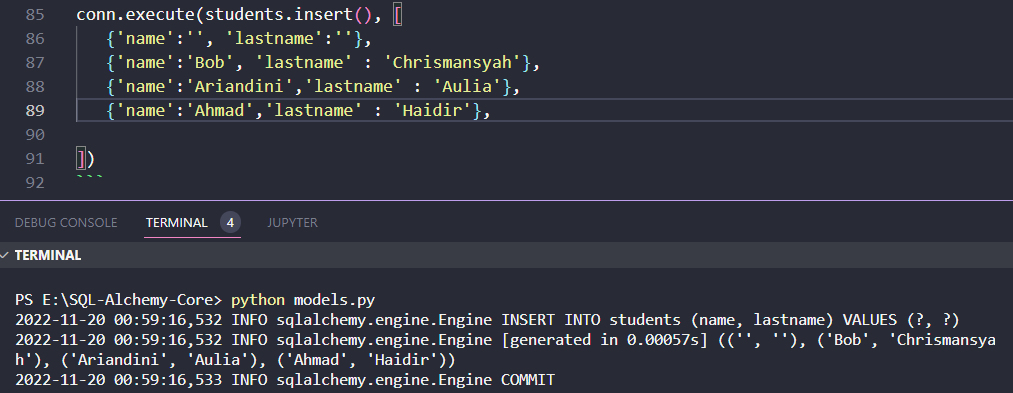 85 conn.execute(students.insert(), [
86 {'name':'', 'lastname':''},
87 {'name':'Bob', 'lastname' : 'Chrismansyah'},
88 {'name':'Ariandini','lastname' : 'Aulia'},
89 {'name':'Ahmad','lastname' : 'Haidir'},
90
91 ])
92 ```
DEBUG CONSOLE TERMINAL 4 JUPYTER
TERMINAL
PS E:\SQL-Alchemy-Core> python models.py
2022-11-20 00:59:16,532 INFO sqlalchemy.engine.Engine INSERT INTO students (name, lastname) VALUES (?, ?)
2022-11-20 00:59:16,532 INFO sqlalchemy.engine.Engine [generated in 0.00057s] (('', ''), ('Bob', 'Chrismansya
h'), ('Ariandini', 'Aulia'), ('Ahmad', 'Haidir'))
2022-11-20 00:59:16,533 INFO sqlalchemy.engine.Engine COMMIT